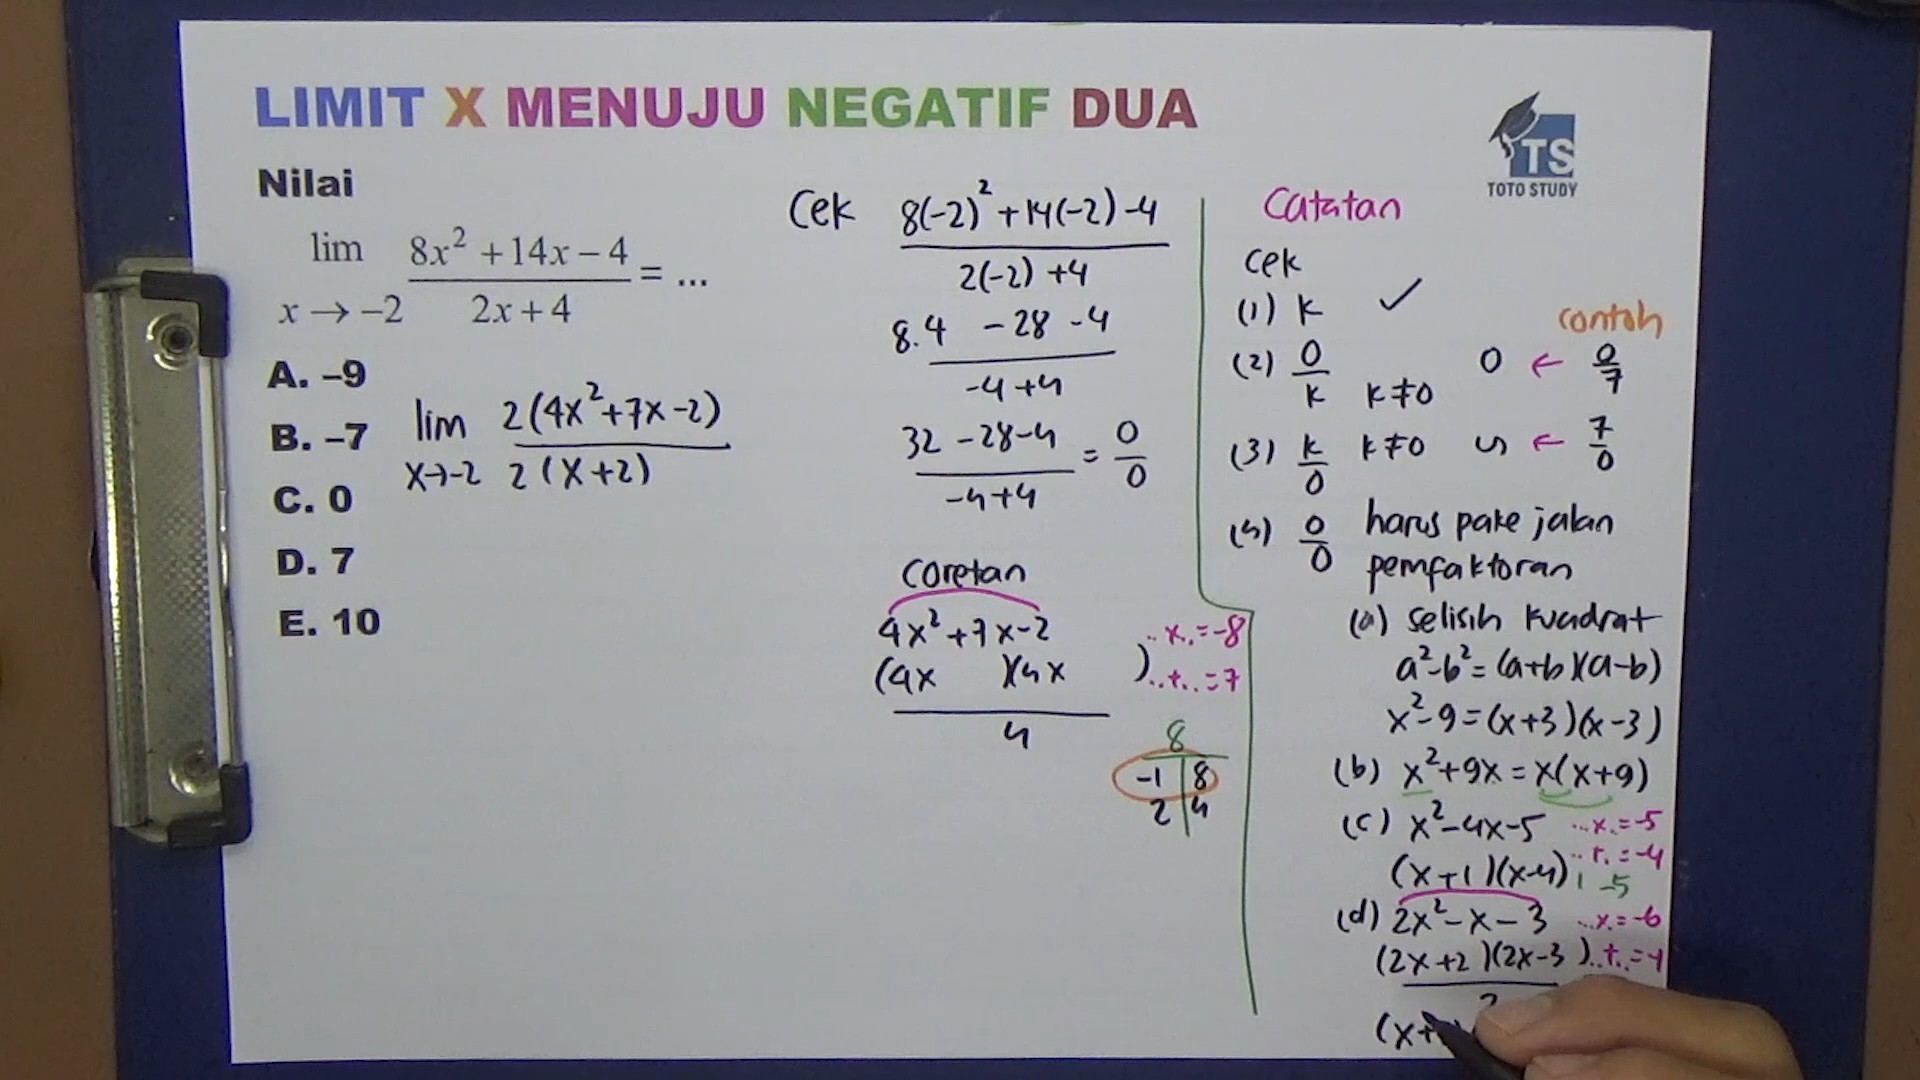 LIMIT X MENUJU NEGATIF DUA
TS
TOTO STUDY
Nilai
lim 8x² + 14x – 4
x → –2 2x + 4 = ...
A. –9
B. –7
C. 0
D. 7
E. 10
lim 2(4x²+7x-2)
x→-2 2(x+2)
Cek 8(-2)² + 14(-2) - 4
2(-2) + 4
8.4 - 28 - 4
-4 + 4
32 - 28 - 4 = 0
-4 + 4 0
coretan
4x² + 7x - 2 ..x.. = -8
(4x )(4x ) ..+.. = 7
4
8
-1 8
2 4
Catatan
Cek
(1) k ✓
contoh
(2) 0/k k≠0 0 ← 0/7
(3) k/0 k≠0 ∽ ← 7/0
(4) 0/0 harus pake jalan
pemfaktoran
(a) selisih kuadrat
a²-b² = (a+b)(a-b)
x²-9 = (x+3)(x-3)
(b) x²+9x = x(x+9)
(c) x²-4x-5 ...x.. = -5
(x+1)(x-4) ..+.. = -4
1 -5
(d) 2x²-x-3 ...x.. = -6
(2x+2)(2x-3) ..+.. = -1
2
(x+